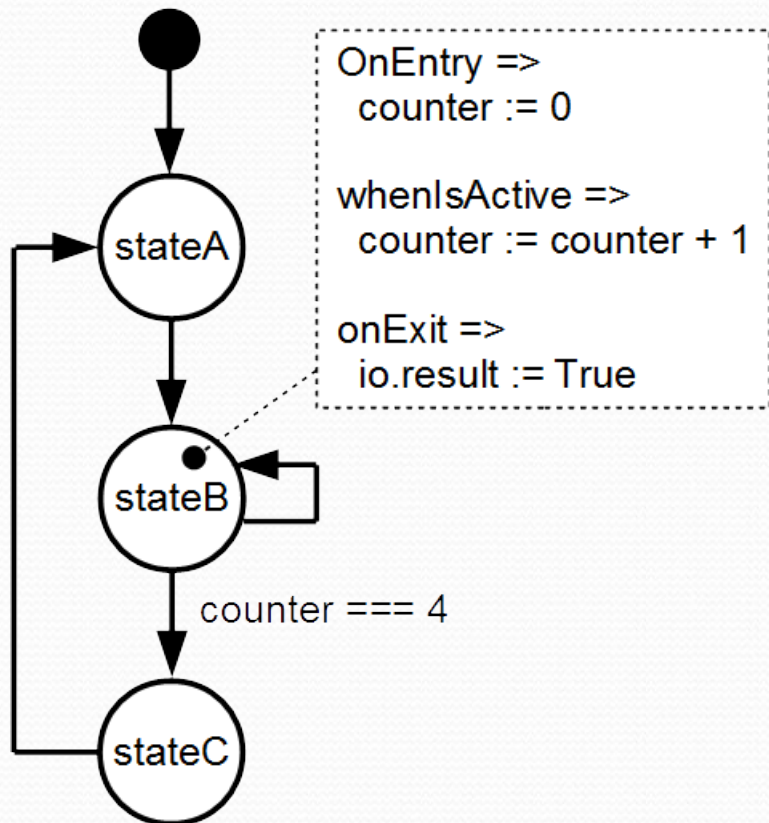 OnEntry =>
counter := 0
whenIsActive =>
counter := counter + 1
onExit =>
io.result := True
stateA
stateB
counter === 4
stateC